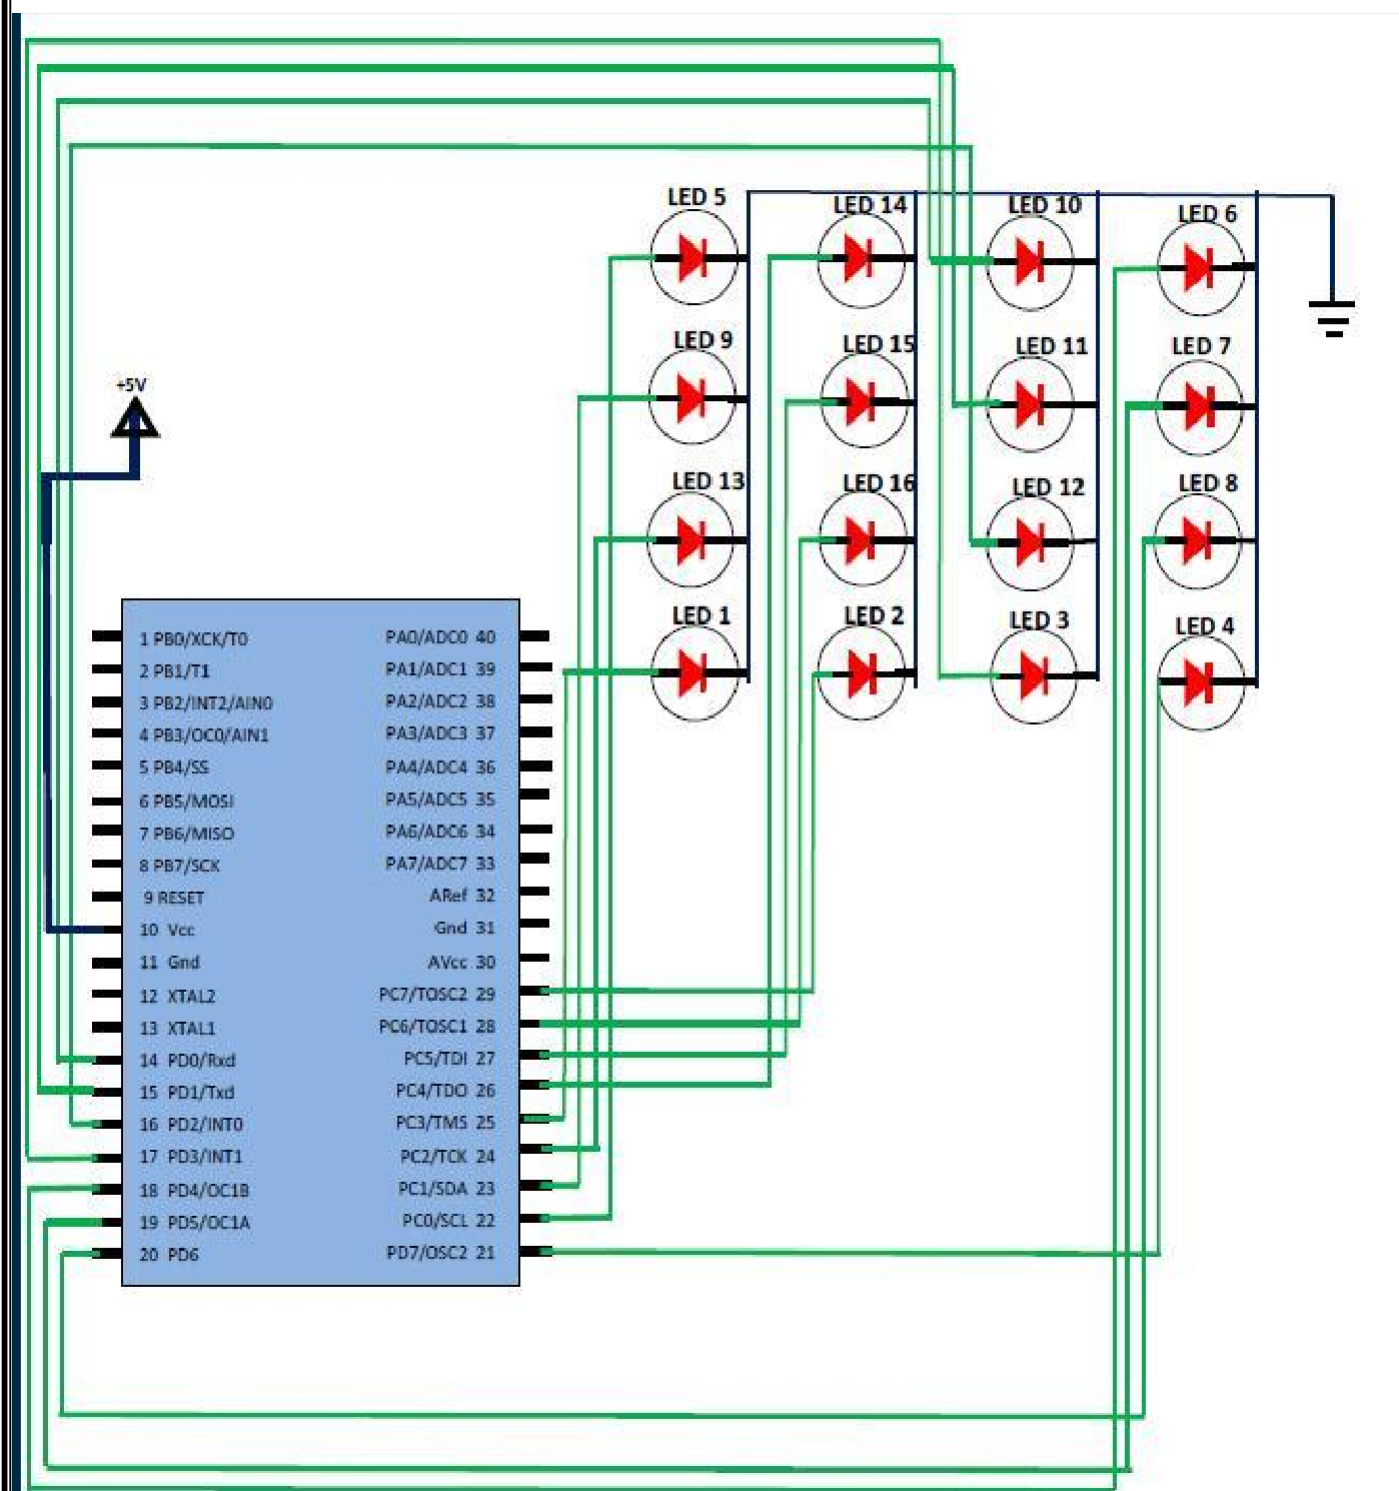 LED 5
LED 14
LED 10
LED 6
LED 9
LED 15
LED 11
LED 7
+5V
LED 13
LED 16
LED 12
LED 8
LED 1
LED 2
LED 3
LED 4
1 PB0/XCK/T0
2 PB1/T1
3 PB2/INT2/AIN0
4 PB3/OC0/AIN1
5 PB4/SS
6 PB5/MOSI
7 PB6/MISO
8 PB7/SCK
9 RESET
10 Vcc
11 Gnd
12 XTAL2
13 XTAL1
14 PD0/Rxd
15 PD1/Txd
16 PD2/INT0
17 PD3/INT1
18 PD4/OC1B
19 PD5/OC1A
20 PD6
PA0/ADC0 40
PA1/ADC1 39
PA2/ADC2 38
PA3/ADC3 37
PA4/ADC4 36
PA5/ADC5 35
PA6/ADC6 34
PA7/ADC7 33
ARef 32
Gnd 31
AVcc 30
PC7/TOSC2 29
PC6/TOSC1 28
PC5/TDI 27
PC4/TDO 26
PC3/TMS 25
PC2/TCK 24
PC1/SDA 23
PC0/SCL 22
PD7/OSC2 21